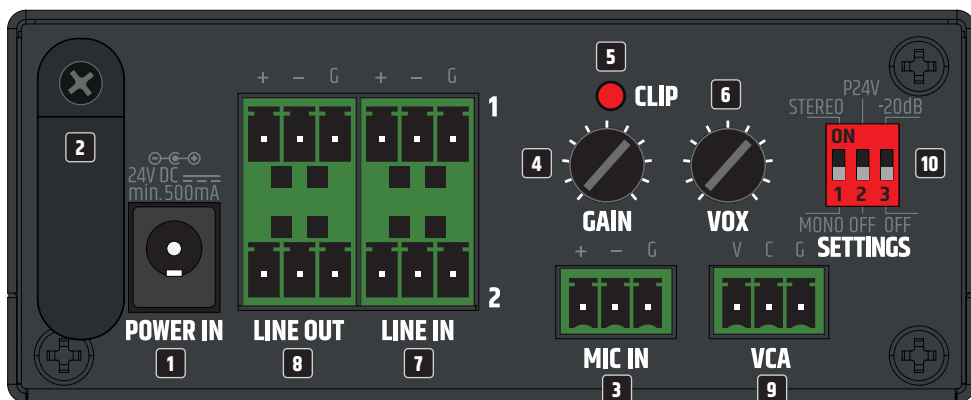 5
+ − G + − G
CLIP
6
P24V
STEREO -20dB
1
ON
2
24V DC
min.500mA
4
10
1 2 3
GAIN
VOX
MONO OFF OFF
SETTINGS
+ − G
V C G
2
POWER IN
LINE OUT
LINE IN
MIC IN
VCA
1
8
7
3
9